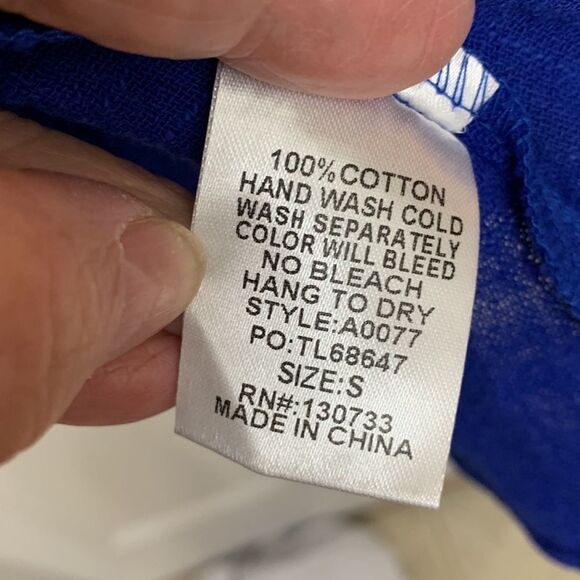 100% COTTON
HAND WASH COLD
WASH SEPARATELY
COLOR WILL BLEED
NO BLEACH
HANG TO DRY
STYLE:A0077
PO:TL68647
SIZE:S
RN#:130733
MADE IN CHINA